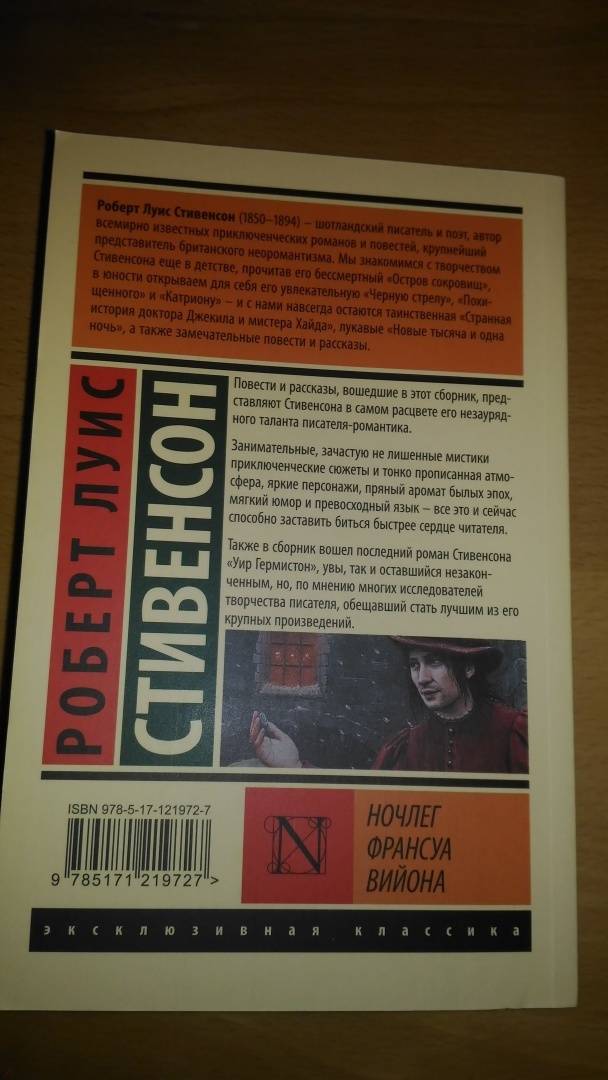 Роберт Луис Стивенсон (1850–1894) – шотландский писатель и поэт, автор
всемирно известных приключенческих романов и повестей, крупнейший
представитель британского неоромантизма. Мы знакомимся с творчеством
Стивенсона еще в детстве, прочитав его бессмертный «Остров сокровищ»,
в юности открываем для себя его увлекательную «Черную стрелу», «Похи-
щенного» и «Катриону» – и с нами навсегда остаются таинственная «Странная
история доктора Джекила и мистера Хайда», лукавые «Новые тысяча и одна
ночь», а также замечательные повести и рассказы.
РОБЕРТ ЛУИС
СТИВЕНСОН
Повести и рассказы, вошедшие в этот сборник, пред-
ставляют Стивенсона в самом расцвете его незауряд-
ного таланта писателя-романтика.
Занимательные, зачастую не лишенные мистики
приключенческие сюжеты и тонко прописанная атмо-
сфера, яркие персонажи, пряный аромат былых эпох,
мягкий юмор и превосходный язык – все это и сейчас
способно заставить биться быстрее сердце читателя.
Также в сборник вошел последний роман Стивенсона
«Уир Гермистон», увы, так и оставшийся незакон-
ченным, но, по мнению многих исследователей
творчества писателя, обещавший стать лучшим из его
крупных произведений.
ISBN 978-5-17-121972-7
9 785171 219727 >
N
НОЧЛЕГ
ФРАНСУА
ВИЙОНА
эксклюзивная классика